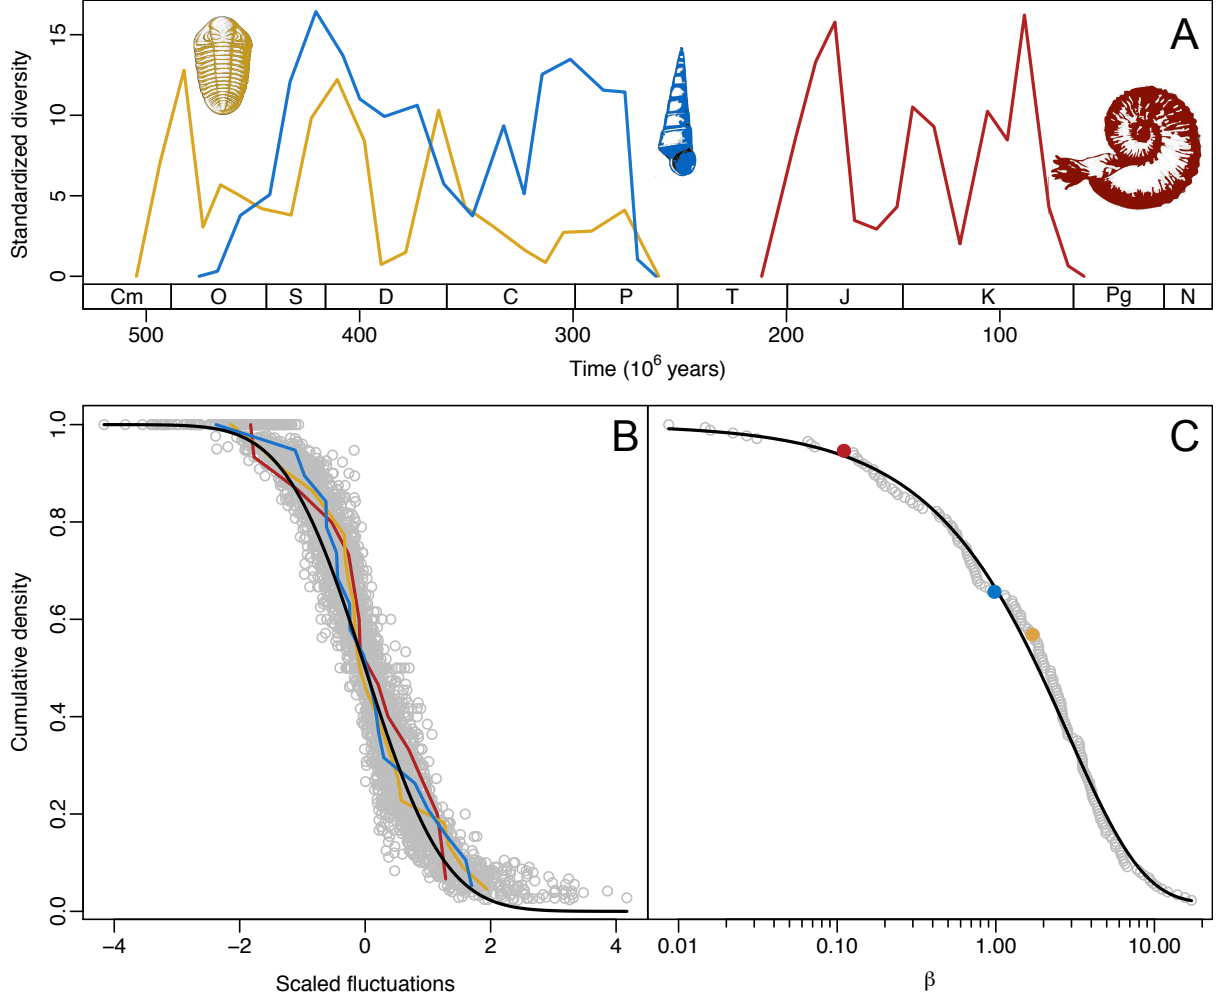 A
Standardized diversity
15
10
5
0
Cm O S D C P T J K Pg N
500 400 300 200 100
Time (10⁶ years)
B
C
Cumulative density
1.0
0.8
0.6
0.4
0.2
0.0
−4 −2 0 2 4
0.01 0.10 1.00 10.00
Scaled fluctuations
β